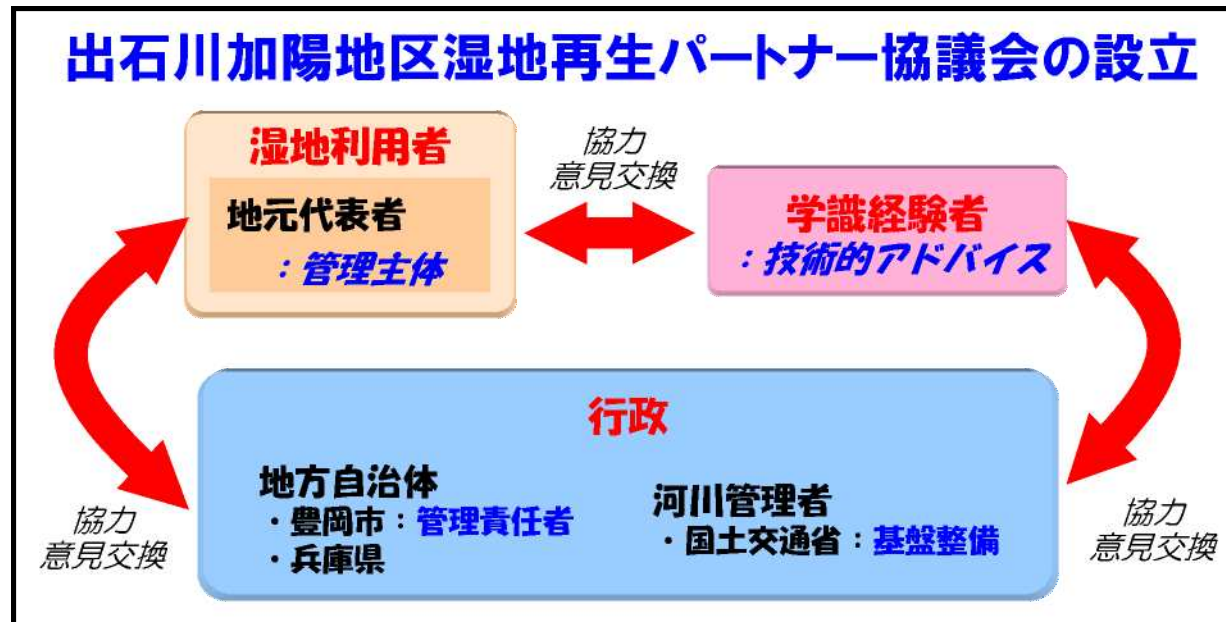 出石川加陽地区湿地再生パートナー協議会の設立
湿地利用者
地元代表者
：管理主体
協力
意見交換
学識経験者
：技術的アドバイス
行政
地方自治体
・豊岡市：管理責任者
・兵庫県
河川管理者
・国土交通省：基盤整備
協力
意見交換
協力
意見交換